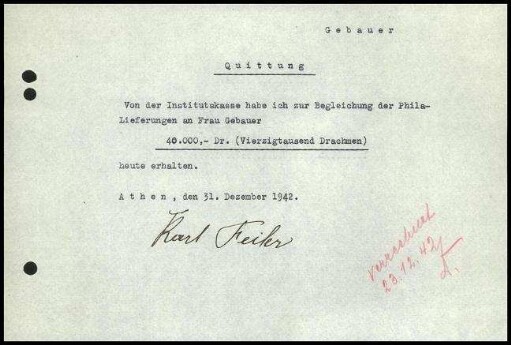 Gebauer
Quittung
Von der Institutskasse habe ich zur Begleichung der Phila-
Lieferungen an Frau Gebauer
40.000,- Dr. (Vierzigtausend Drachmen)
heute erhalten.
Athen, den 31. Dezember 1942.
Karl
verrechnet
23.12.42